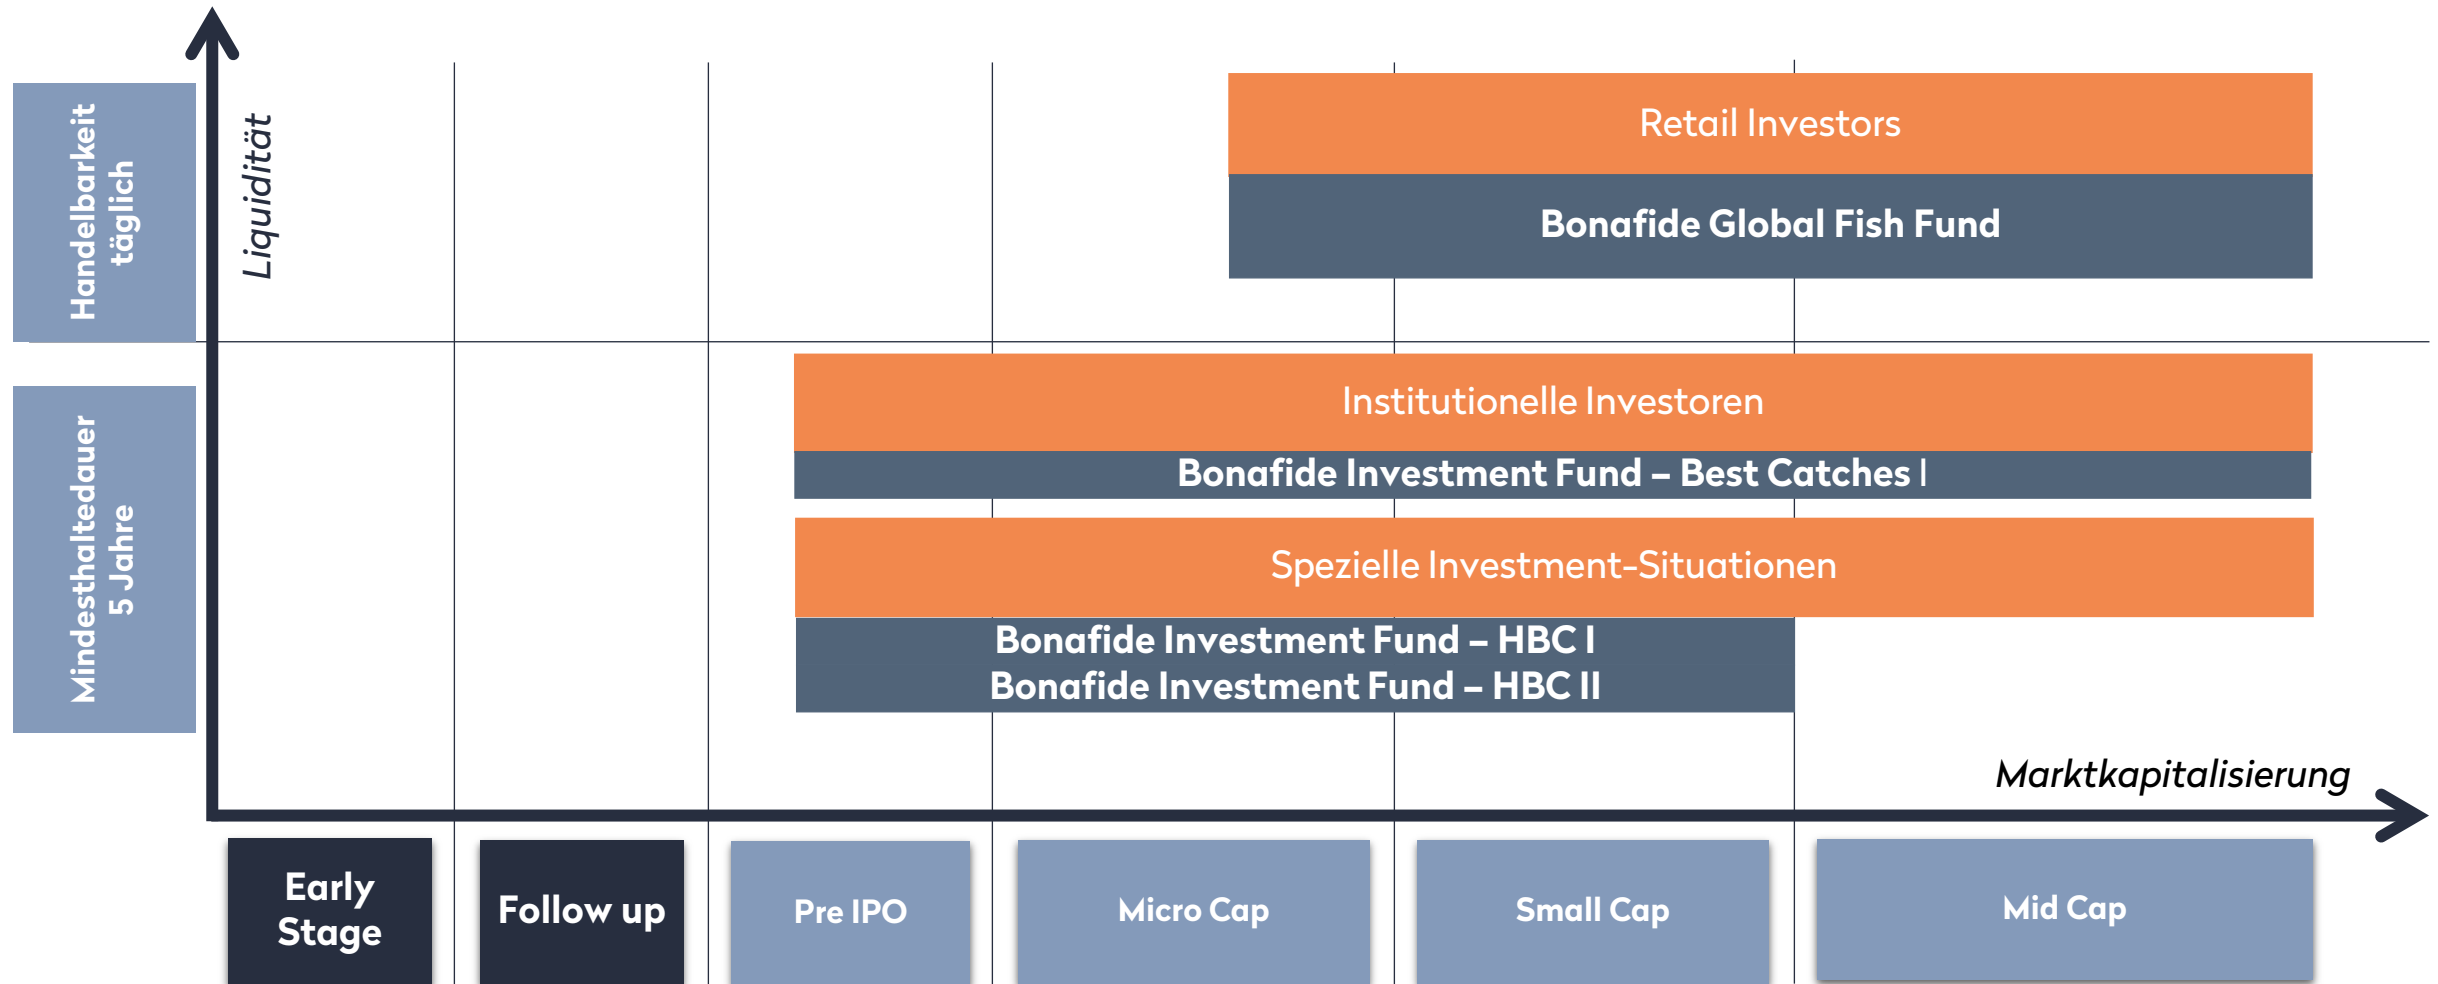 Handelbarkeit
täglich
Liquidität
Retail Investors
Bonafide Global Fish Fund
Mindesthaltedauer
5 Jahre
Institutionelle Investoren
Bonafide Investment Fund – Best Catches I
Spezielle Investment-Situationen
Bonafide Investment Fund – HBC I
Bonafide Investment Fund – HBC II
Marktkapitalisierung
Early
Stage
Follow up
Pre IPO
Micro Cap
Small Cap
Mid Cap